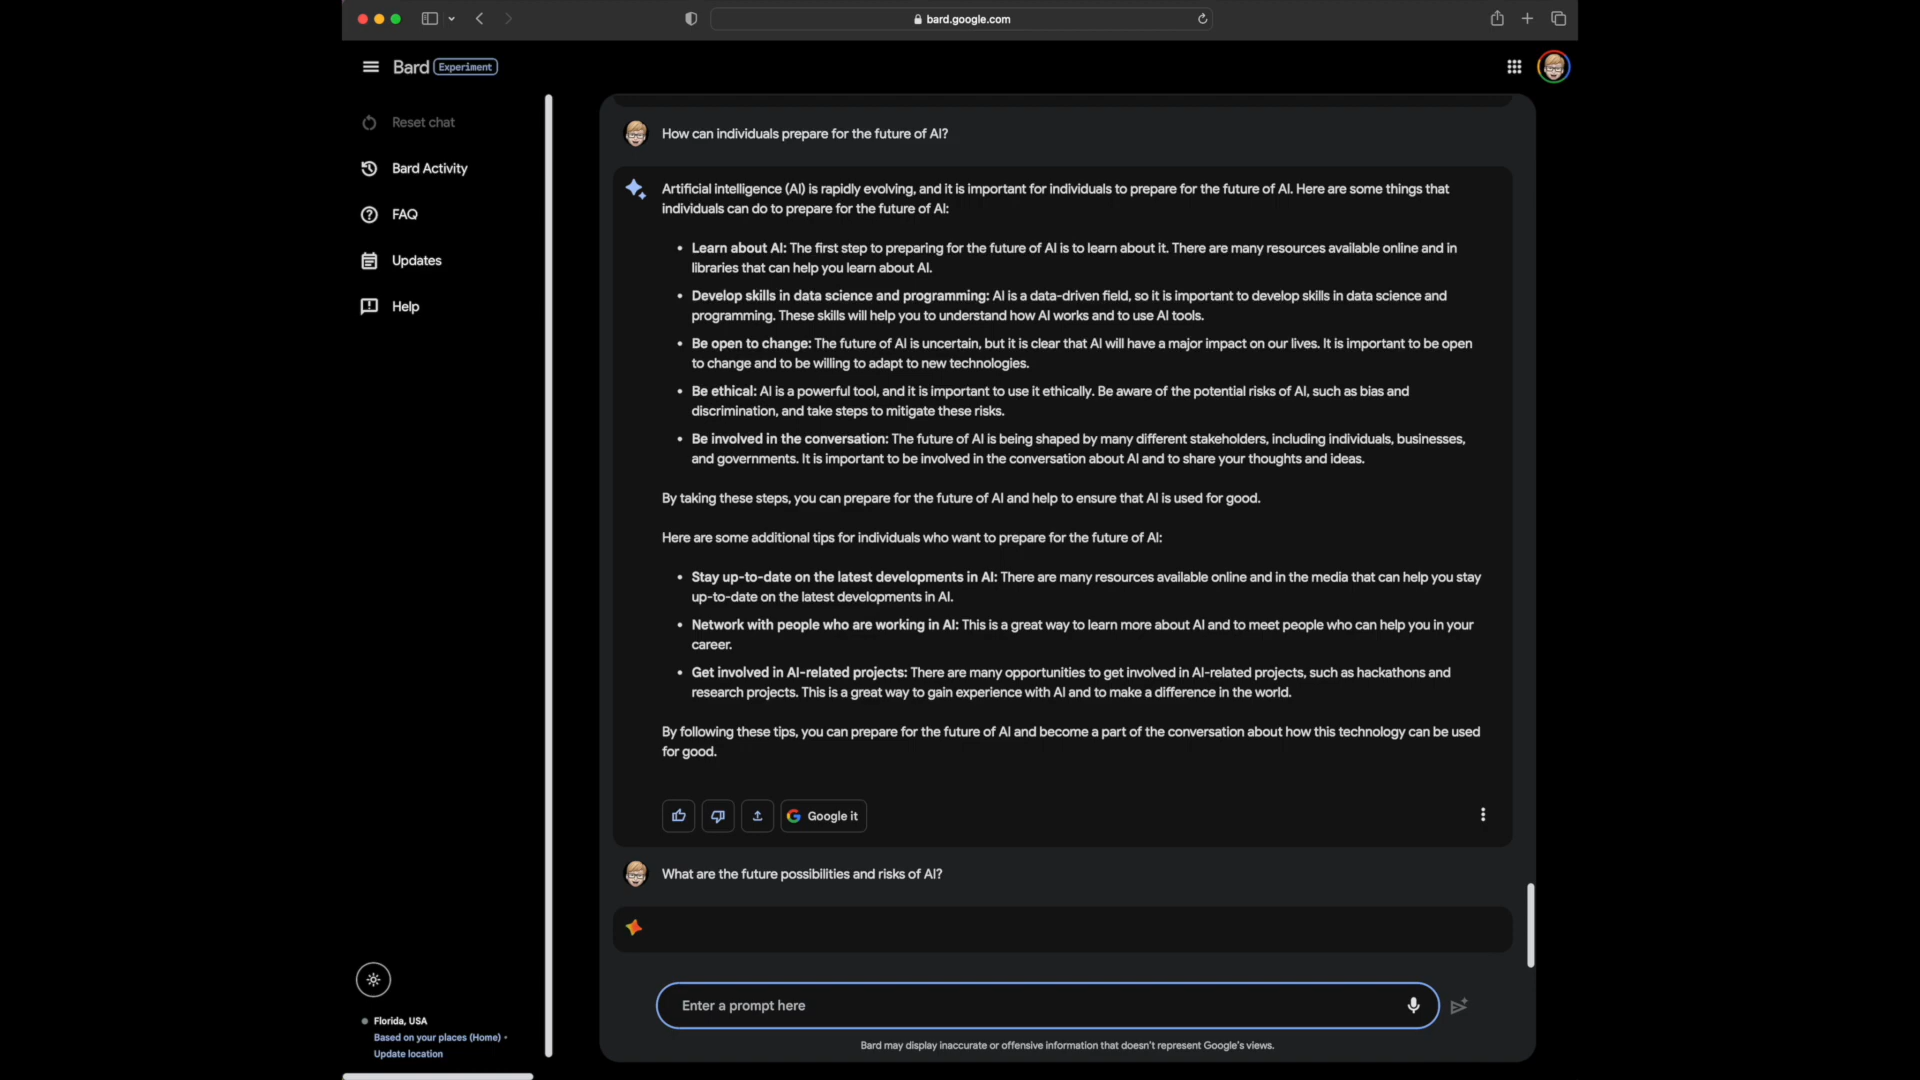 bard.google.com
Bard Experiment
Reset chat
Bard Activity
FAQ
Updates
Help
How can individuals prepare for the future of AI?
Artificial intelligence (AI) is rapidly evolving, and it is important for individuals to prepare for the future of AI. Here are some things that
individuals can do to prepare for the future of AI:
• Learn about AI: The first step to preparing for the future of AI is to learn about it. There are many resources available online and in
libraries that can help you learn about AI.
• Develop skills in data science and programming: AI is a data-driven field, so it is important to develop skills in data science and
programming. These skills will help you to understand how AI works and to use AI tools.
• Be open to change: The future of AI is uncertain, but it is clear that AI will have a major impact on our lives. It is important to be open
to change and to be willing to adapt to new technologies.
• Be ethical: AI is a powerful tool, and it is important to use it ethically. Be aware of the potential risks of AI, such as bias and
discrimination, and take steps to mitigate these risks.
• Be involved in the conversation: The future of AI is being shaped by many different stakeholders, including individuals, businesses,
and governments. It is important to be involved in the conversation about AI and to share your thoughts and ideas.
By taking these steps, you can prepare for the future of AI and help to ensure that AI is used for good.
Here are some additional tips for individuals who want to prepare for the future of AI:
• Stay up-to-date on the latest developments in AI: There are many resources available online and in the media that can help you stay
up-to-date on the latest developments in AI.
• Network with people who are working in AI: This is a great way to learn more about AI and to meet people who can help you in your
career.
• Get involved in AI-related projects: There are many opportunities to get involved in AI-related projects, such as hackathons and
research projects. This is a great way to gain experience with AI and to make a difference in the world.
By following these tips, you can prepare for the future of AI and become a part of the conversation about how this technology can be used
for good.
Google it
What are the future possibilities and risks of AI?
Enter a prompt here
Bard may display inaccurate or offensive information that doesn't represent Google's views.
Florida, USA
Based on your places (Home) •
Update location